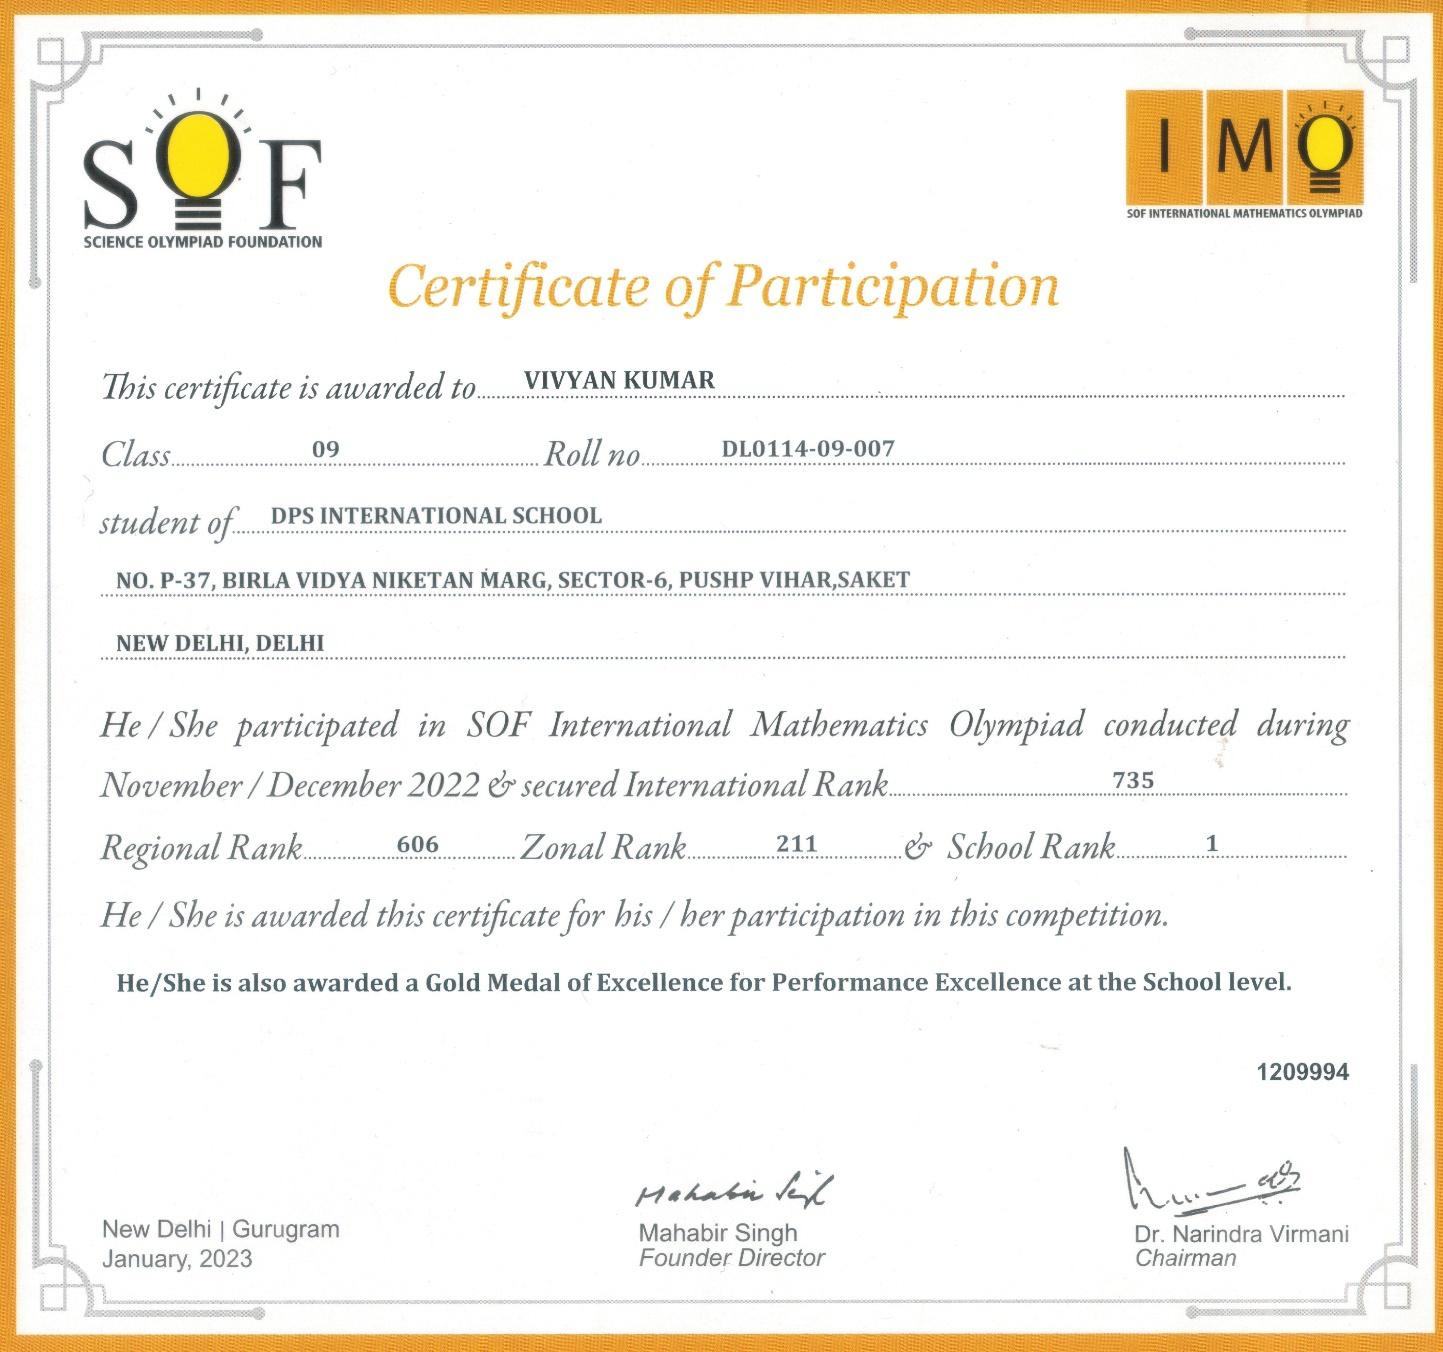 SOF
SCIENCE OLYMPIAD FOUNDATION
IMO
SOF INTERNATIONAL MATHEMATICS OLYMPIAD
Certificate of Participation
This certificate is awarded to VIVYAN KUMAR
Class 09 Roll no DL0114-09-007
student of DPS INTERNATIONAL SCHOOL
NO. P-37, BIRLA VIDYA NIKETAN MARG, SECTOR-6, PUSHP VIHAR,SAKET
NEW DELHI, DELHI
He / She participated in SOF International Mathematics Olympiad conducted during
November / December 2022 & secured International Rank 735
Regional Rank 606 Zonal Rank 211 & School Rank 1
He / She is awarded this certificate for his / her participation in this competition.
He/She is also awarded a Gold Medal of Excellence for Performance Excellence at the School level.
1209994
Mahabir Singh
New Delhi | Gurugram
January, 2023
Mahabir Singh
Founder Director
Dr. Narindra Virmani
Chairman